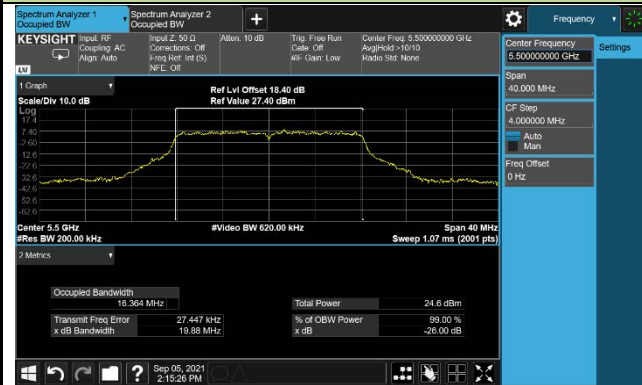 Spectrum Analyzer 1
Occupied BW
Spectrum Analyzer 2
Occupied BW
+
Frequency
KEYSIGHT
Input: RF
Coupling: AC
Align: Auto
Input Z: 50 Ω
Corrections: Off
Freq Ref: Int (S)
NFE: Off
Atten: 10 dB
Trig: Free Run
Gate: Off
#IF Gain: Low
Center Freq: 5.500000000 GHz
Avg|Hold:>10/10
Radio Std: None
LXI
Center Frequency
5.500000000 GHz
Settings
Span
40.000 MHz
CF Step
4.000000 MHz
Auto
Man
Freq Offset
0 Hz
1 Graph
Scale/Div 10.0 dB
Ref Lvl Offset 18.40 dB
Ref Value 27.40 dBm
Log
17.4
7.40
-2.60
-12.6
-22.6
-32.6
-42.6
-52.6
-62.6
Center 5.5 GHz
#Res BW 200.00 kHz
#Video BW 620.00 kHz
Span 40 MHz
Sweep 1.07 ms (2001 pts)
2 Metrics
Occupied Bandwidth
16.364 MHz
Total Power
24.6 dBm
Transmit Freq Error
27.447 kHz
% of OBW Power
99.00 %
x dB Bandwidth
19.88 MHz
x dB
-26.00 dB
?
Sep 05, 2021
2:15:26 PM